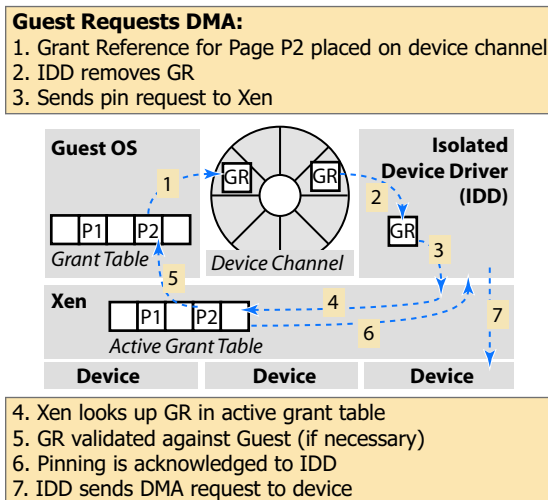 Guest Requests DMA:
1. Grant Reference for Page P2 placed on device channel
2. IDD removes GR
3. Sends pin request to Xen
Guest OS
Isolated
Device Driver
(IDD)
1
GR
GR
2
P1
P2
GR
Grant Table
Device Channel
3
5
Xen
4
7
P1
P2
6
Active Grant Table
Device
Device
Device
4. Xen looks up GR in active grant table
5. GR validated against Guest (if necessary)
6. Pinning is acknowledged to IDD
7. IDD sends DMA request to device